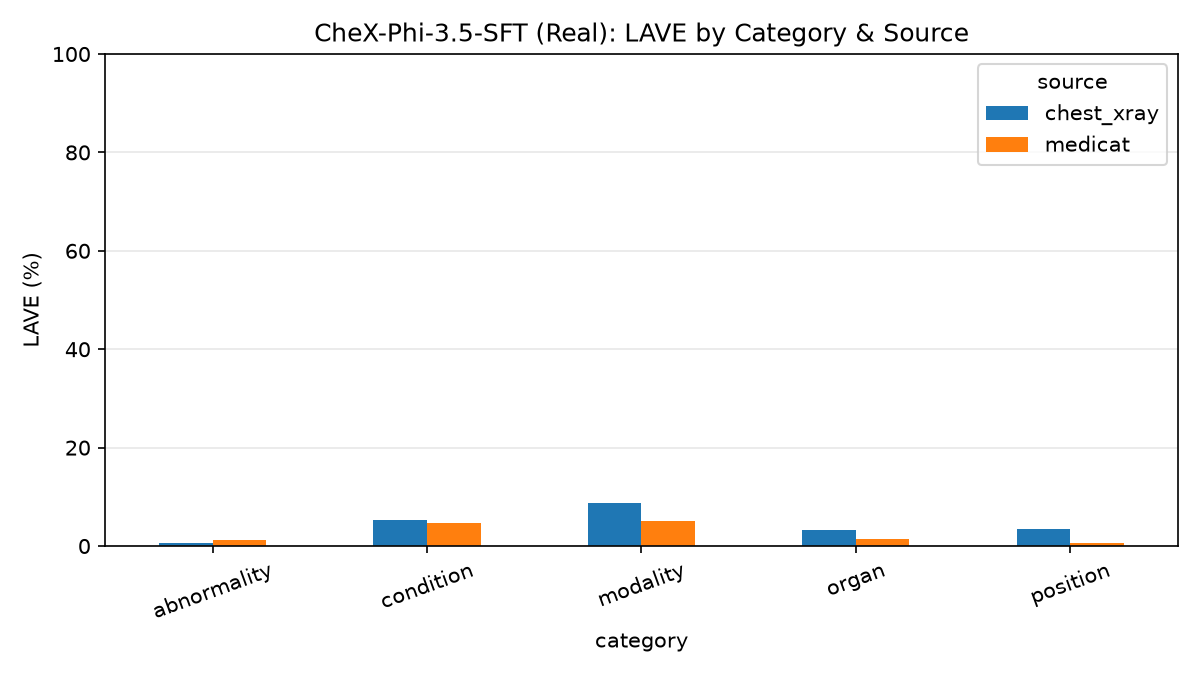 CheX-Phi-3.5-SFT (Real): LAVE by Category & Source
source
chest_xray
medicat
LAVE (%)
100
80
60
40
20
0
abnormality
condition
modality
organ
position
category